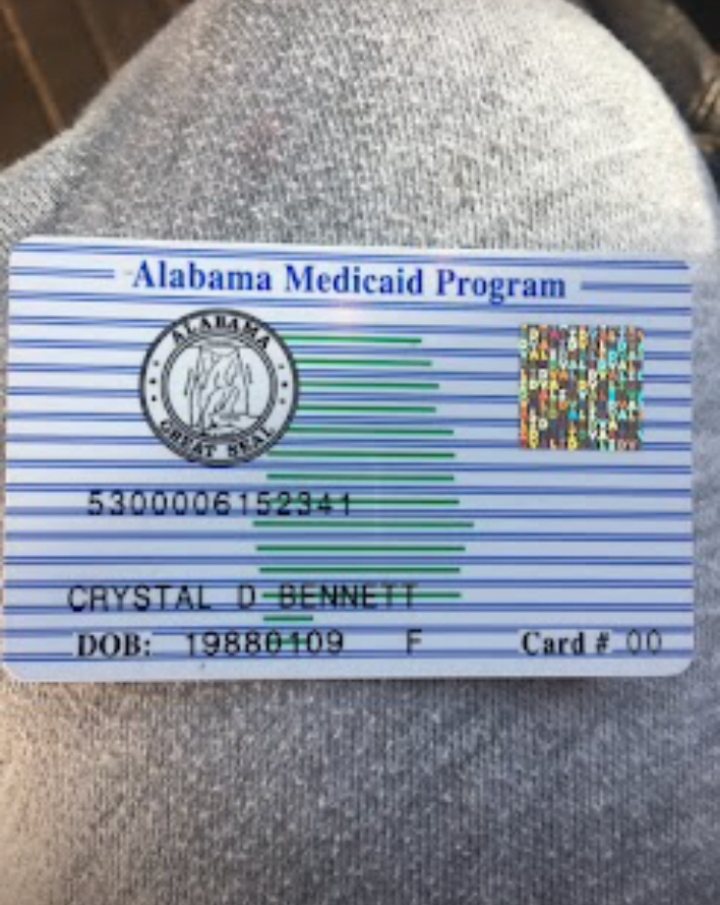 Alabama Medicaid Program
ALABAMA
GREAT SEAL
5300006152341
CRYSTAL D BENNETT
DOB: 19880109 F Card # 00